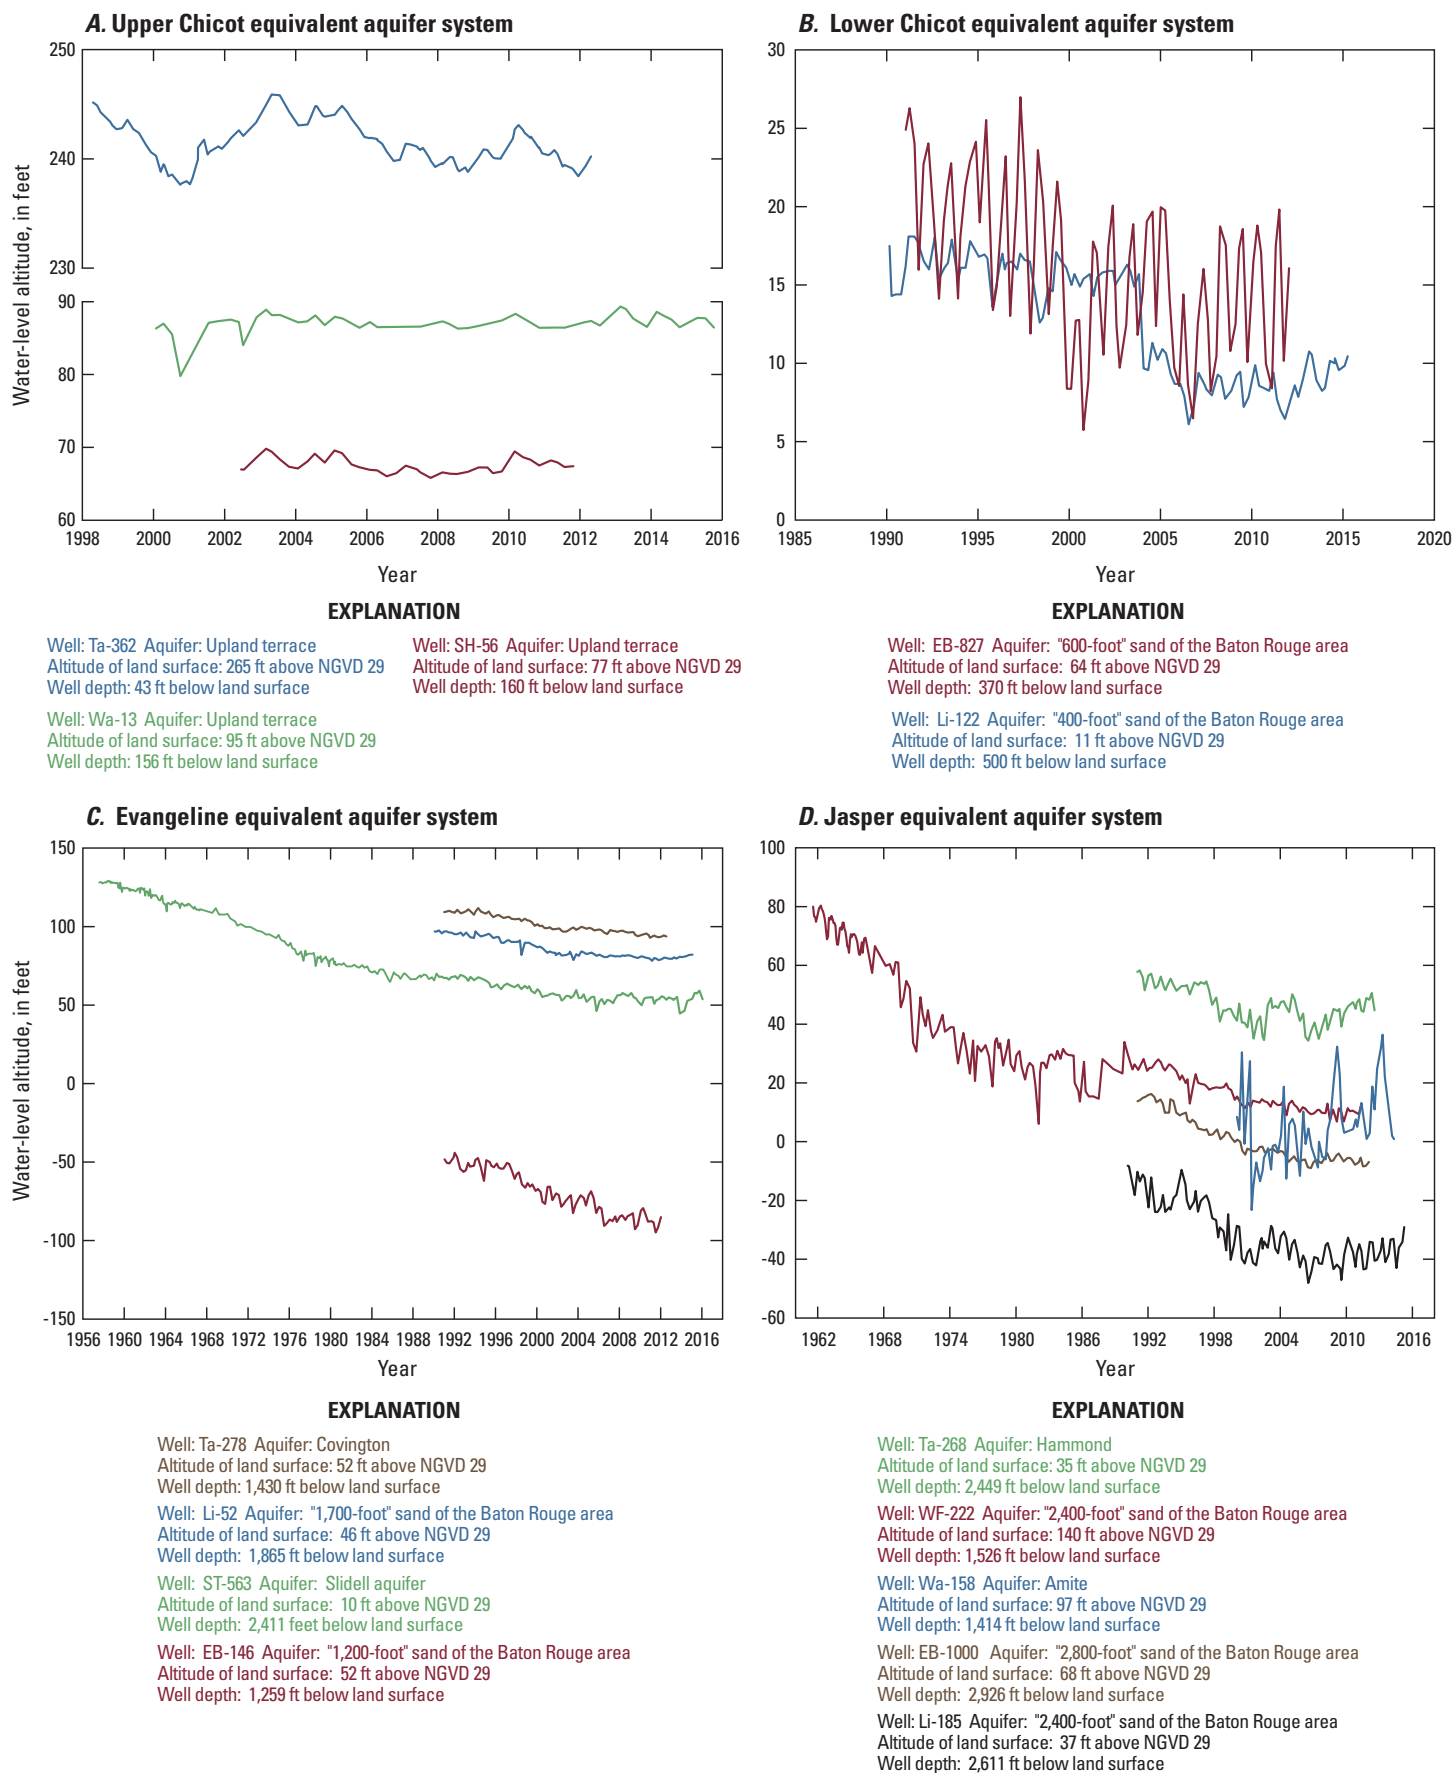 A. Upper Chicot equivalent aquifer system
250
240
230
90
80
70
60
Water-level altitude, in feet
1998 2000 2002 2004 2006 2008 2010 2012 2014 2016
Year
EXPLANATION
Well: Ta-362 Aquifer: Upland terrace
Altitude of land surface: 265 ft above NGVD 29
Well depth: 43 ft below land surface
Well: SH-56 Aquifer: Upland terrace
Altitude of land surface: 77 ft above NGVD 29
Well depth: 160 ft below land surface
Well: Wa-13 Aquifer: Upland terrace
Altitude of land surface: 95 ft above NGVD 29
Well depth: 156 ft below land surface
B. Lower Chicot equivalent aquifer system
30
25
20
15
10
5
0
1985 1990 1995 2000 2005 2010 2015 2020
Year
EXPLANATION
Well: EB-827 Aquifer: "600-foot" sand of the Baton Rouge area
Altitude of land surface: 64 ft above NGVD 29
Well depth: 370 ft below land surface
Well: Li-122 Aquifer: "400-foot" sand of the Baton Rouge area
Altitude of land surface: 11 ft above NGVD 29
Well depth: 500 ft below land surface
C. Evangeline equivalent aquifer system
150
100
50
0
-50
-100
-150
Water-level altitude, in feet
1956 1960 1964 1968 1972 1976 1980 1984 1988 1992 1996 2000 2004 2008 2012 2016
Year
EXPLANATION
Well: Ta-278 Aquifer: Covington
Altitude of land surface: 52 ft above NGVD 29
Well depth: 1,430 ft below land surface
Well: Li-52 Aquifer: "1,700-foot" sand of the Baton Rouge area
Altitude of land surface: 46 ft above NGVD 29
Well depth: 1,865 ft below land surface
Well: ST-563 Aquifer: Slidell aquifer
Altitude of land surface: 10 ft above NGVD 29
Well depth: 2,411 feet below land surface
Well: EB-146 Aquifer: "1,200-foot" sand of the Baton Rouge area
Altitude of land surface: 52 ft above NGVD 29
Well depth: 1,259 ft below land surface
D. Jasper equivalent aquifer system
100
80
60
40
20
0
-20
-40
-60
1962 1968 1974 1980 1986 1992 1998 2004 2010 2016
Year
EXPLANATION
Well: Ta-268 Aquifer: Hammond
Altitude of land surface: 35 ft above NGVD 29
Well depth: 2,449 ft below land surface
Well: WF-222 Aquifer: "2,400-foot" sand of the Baton Rouge area
Altitude of land surface: 140 ft above NGVD 29
Well depth: 1,526 ft below land surface
Well: Wa-158 Aquifer: Amite
Altitude of land surface: 97 ft above NGVD 29
Well depth: 1,414 ft below land surface
Well: EB-1000 Aquifer: "2,800-foot" sand of the Baton Rouge area
Altitude of land surface: 68 ft above NGVD 29
Well depth: 2,926 ft below land surface
Well: Li-185 Aquifer: "2,400-foot" sand of the Baton Rouge area
Altitude of land surface: 37 ft above NGVD 29
Well depth: 2,611 ft below land surface